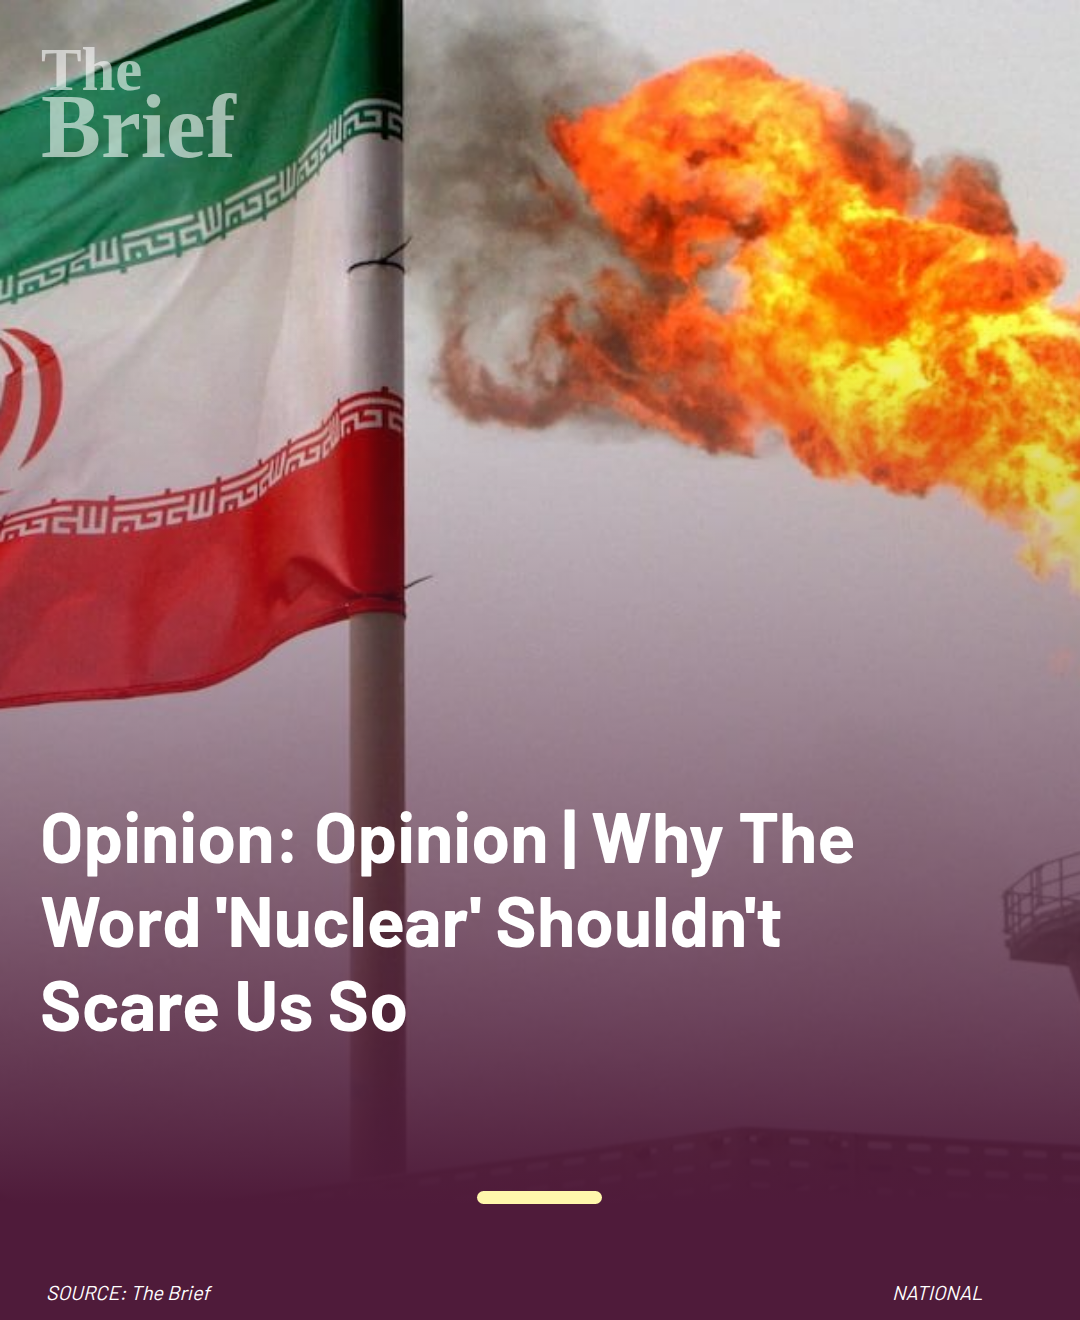 The
Brief
Opinion: Opinion | Why The
Word 'Nuclear' Shouldn't
Scare Us So
SOURCE: The Brief
NATIONAL